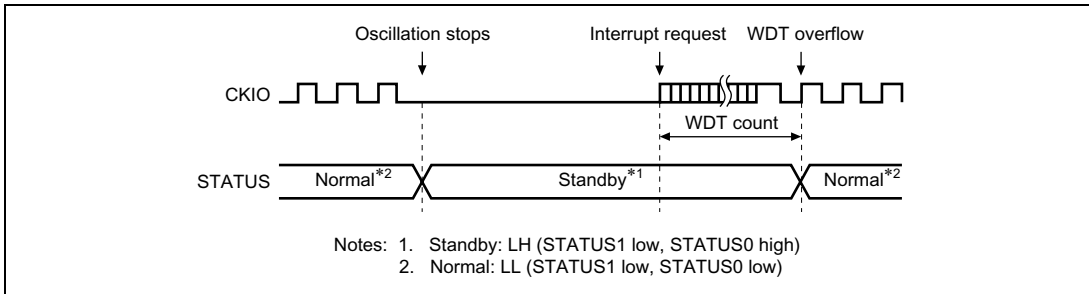 Oscillation stops Interrupt request WDT overflow
CKIO
WDT count
STATUS Normal*2 Standby*1 Normal*2
Notes: 1. Standby: LH (STATUS1 low, STATUS0 high)
2. Normal: LL (STATUS1 low, STATUS0 low)